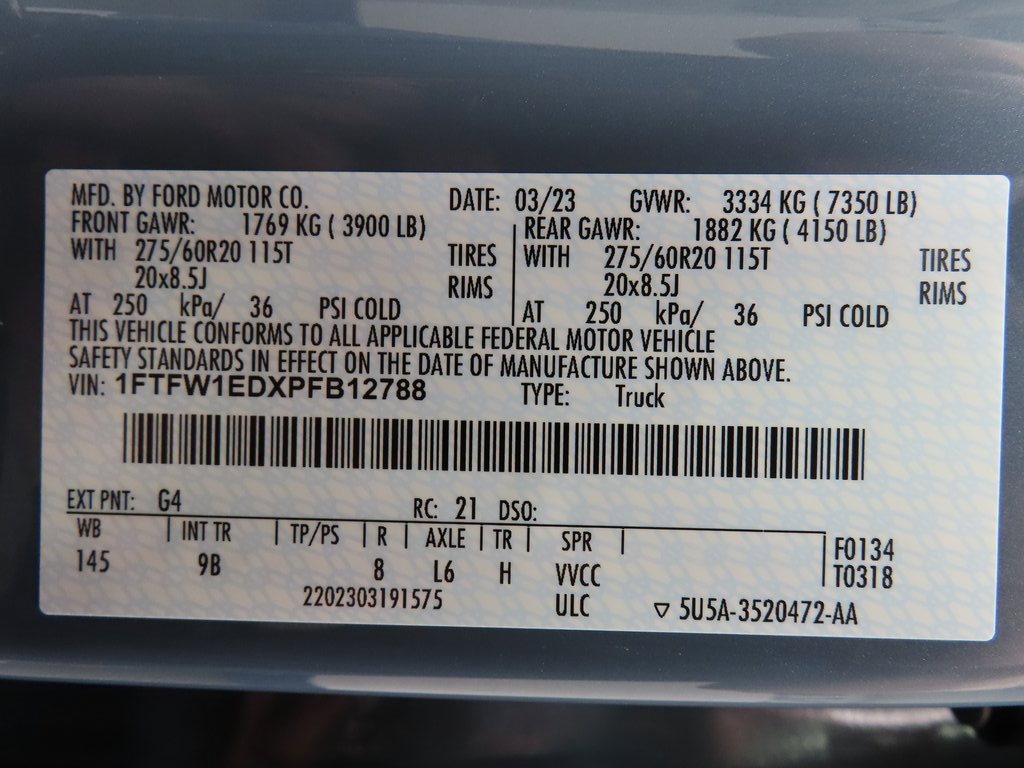 MFD. BY FORD MOTOR CO. DATE: 03/23 GVWR: 3334 KG ( 7350 LB)
FRONT GAWR: 1769 KG ( 3900 LB) REAR GAWR: 1882 KG ( 4150 LB)
WITH 275/60R20 115T TIRES WITH 275/60R20 115T TIRES
20x8.5J RIMS 20x8.5J RIMS
AT 250 kPa/ 36 PSI COLD AT 250 kPa/ 36 PSI COLD
THIS VEHICLE CONFORMS TO ALL APPLICABLE FEDERAL MOTOR VEHICLE
SAFETY STANDARDS IN EFFECT ON THE DATE OF MANUFACTURE SHOWN ABOVE.
VIN: 1FTFW1EDXPFB12788 TYPE: Truck
EXT PNT: G4 RC: 21 DSO:
WB | INT TR | TP/PS | R | AXLE | TR | SPR | F0134
145 9B 8 L6 H VVCC T0318
2202303191575 ULC ▽ 5U5A-3520472-AA